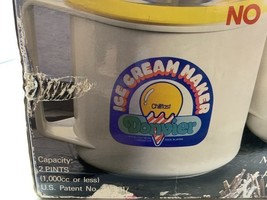 NO
ICE CREAM MAKER
Chillfast
Donvier
Capacity:
2 PINTS
(1,000cc or less)
U.S. Patent No.